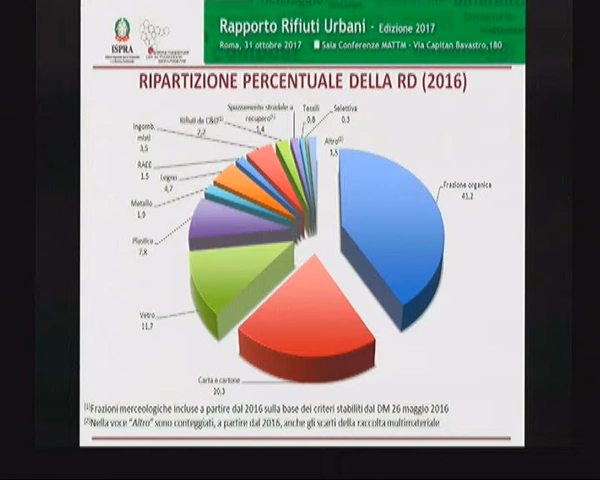 ISPRA
Rapporto Rifiuti Urbani - Edizione 2017
Roma, 31 ottobre 2017 Sala Conferenze MATTM - Via Capitan Bavastro, 180
RIPARTIZIONE PERCENTUALE DELLA RD (2016)
Spazzamento stradale a
recupero(1)
1,4
Tessili
0,8
Selettiva
0,3
Rifiuti da C&D(1)
2,2
Altro(2)
1,5
Ingomb.
misti
3,5
RAEE
1,5
Legno
4,7
Metallo
1,9
Plastica
7,8
Vetro
11,7
Carta e cartone
20,3
Frazione organica
41,2
(1)Frazioni merceologiche incluse a partire dal 2016 sulla base dei criteri stabiliti dal DM 26 maggio 2016
(2)Nella voce "Altro" sono conteggiati, a partire dal 2016, anche gli scarti della raccolta multimateriale